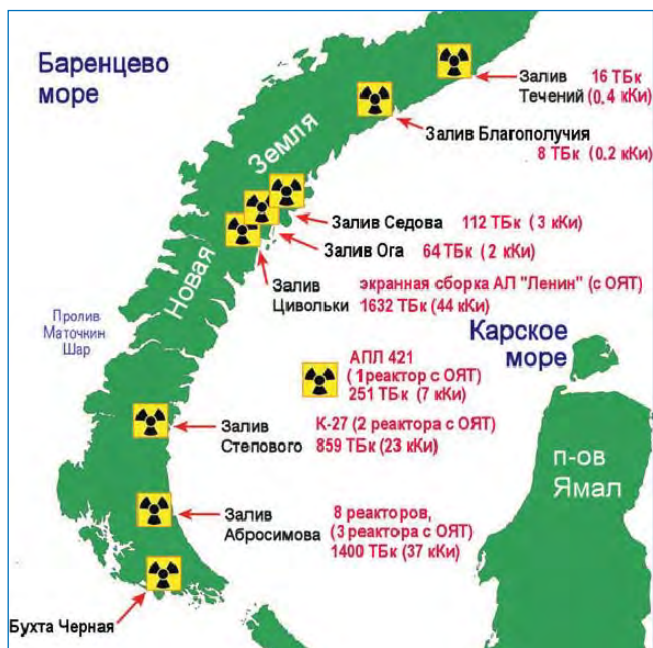 Баренцево
море
Залив
Течений
16 ТБк
(0,4 кКи)
Залив Благополучия
8 ТБк (0,2 кКи)
Новая Земля
Залив Седова 112 ТБк (3 кКи)
Залив Ога 64 ТБк (2 кКи)
Залив
Цивольки
экранная сборка АЛ "Ленин" (с ОЯТ)
1632 ТБк (44 кКи)
Пролив
Маточкин
Шар
Карское
море
АПЛ 421
(1реактор с ОЯТ)
251 ТБк (7 кКи)
Залив
Степового
К-27 (2 реактора с ОЯТ)
859 ТБк (23 кКи)
п-ов
Ямал
Залив
Абросимова
8 реакторов,
(3 реактора с ОЯТ)
1400 ТБк (37 кКи)
Бухта Черная